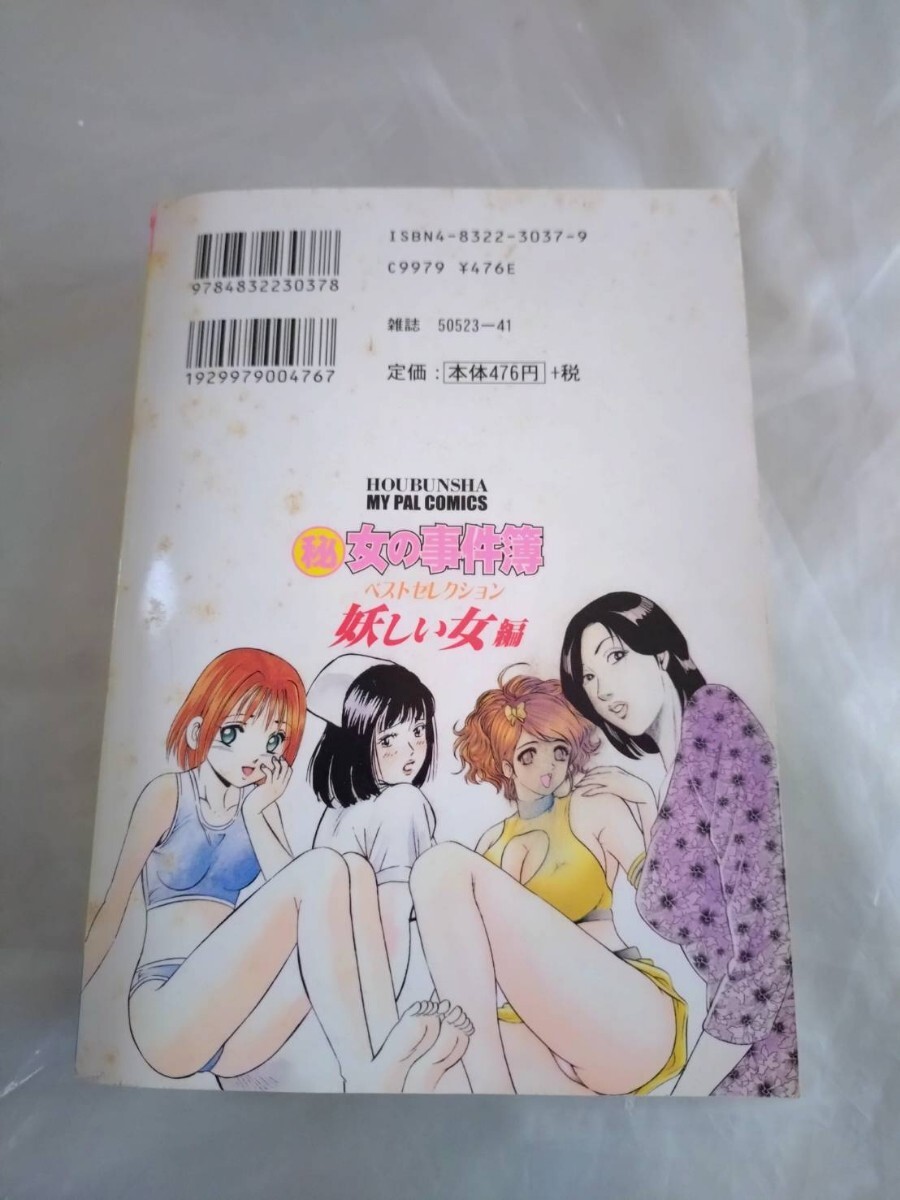 ISBN4-8322-3037-9
C9979 ¥476E
9784832230378
雑誌 50523-41
1929979004767
定価：本体476円+税
HOUBUNSHA
MY PAL COMICS
㊙女の事件簿
ベストセレクション
妖しい女編